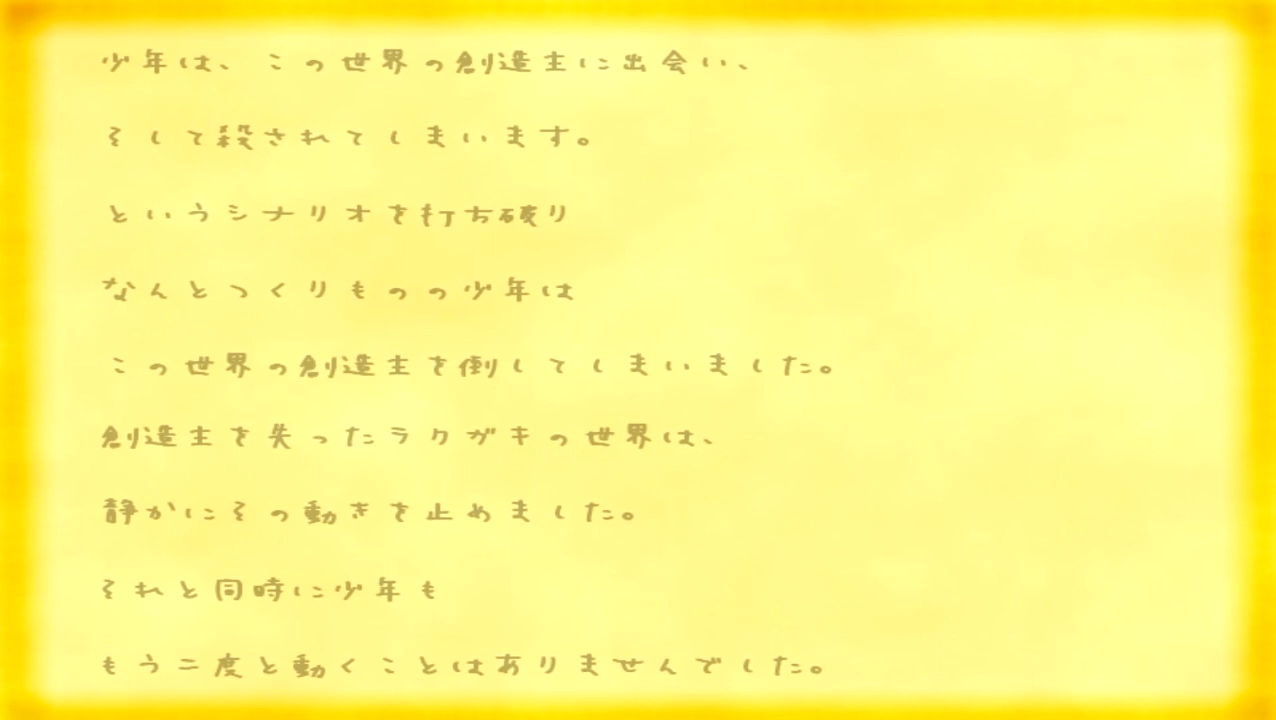 少年は、この世界の創造主に出会い、
そして殺されてしまいます。
というシナリオを打ち破り
なんとつくりものの少年は
この世界の創造主を倒してしまいました。
創造主を失ったラクガキの世界は、
静かにその動きを止めました。
それと同時に少年も
もう二度と動くことはありませんでした。